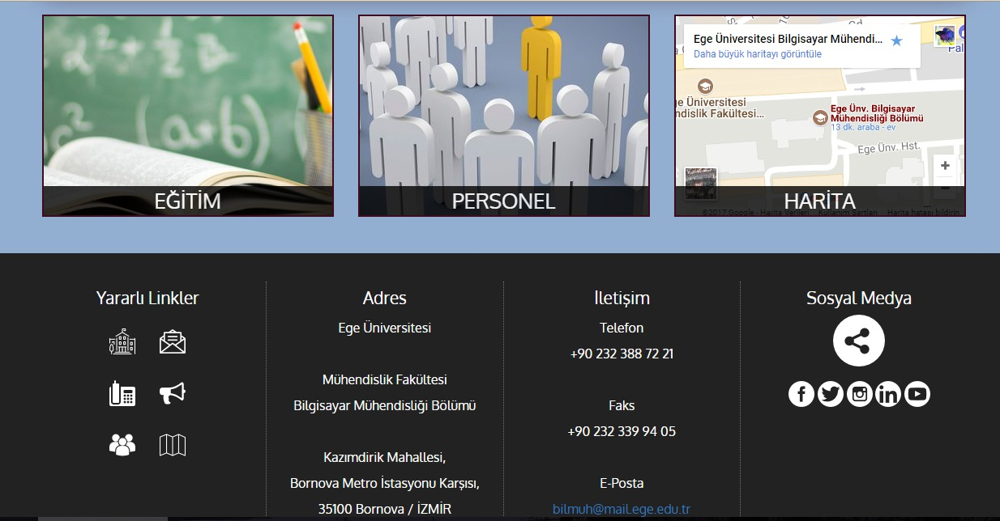 Ege Üniversitesi Bilgisayar Mühendi...
Daha büyük haritayı görüntüle
Pal
Cd
Üniversitesi
ndislik Fakültesi...
Ege Ünv. Bilgisayar
Mühendisliği Bölümü
13 dk. araba - ev
Ege Ünv. Hst.
+
(a+b)
EĞİTİM
PERSONEL
HARİTA
©2017 Google - Harita Verileri Kullanım Şartları Harita hatası bildirin
Yararlı Linkler
Adres
Ege Üniversitesi
Mühendislik Fakültesi
Bilgisayar Mühendisliği Bölümü
Kazımdirik Mahallesi,
Bornova Metro İstasyonu Karşısı,
35100 Bornova / İZMİR
İletişim
Telefon
+90 232 388 72 21
Faks
+90 232 339 94 05
E-Posta
bilmuh@mail.ege.edu.tr
Sosyal Medya